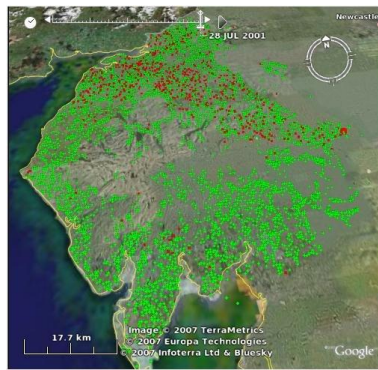 Newcastle
28 JUL 2001
N
17.7 km
Image © 2007 TerraMetrics
© 2007 Europa Technologies
© 2007 Infoterra Ltd & Bluesky
Google